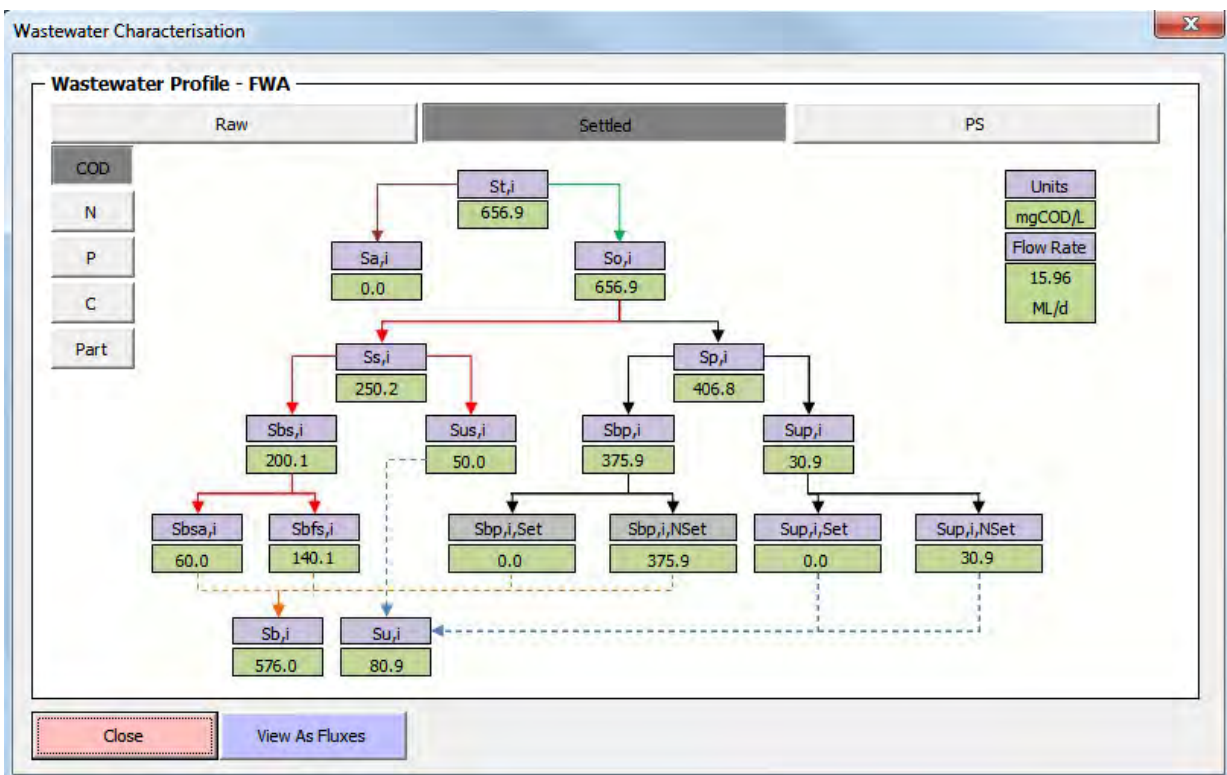 Wastewater Characterisation
X
Wastewater Profile - FWA
Raw
Settled
PS
COD
N
P
C
Part
St,i
656.9
Units
mgCOD/L
Flow Rate
15.96
ML/d
Sa,i
0.0
So,i
656.9
Ss,i
250.2
Sp,i
406.8
Sbs,i
200.1
Sus,i
50.0
Sbp,i
375.9
Sup,i
30.9
Sbsa,i
60.0
Sbfs,i
140.1
Sbp,i,Set
0.0
Sbp,i,NSet
375.9
Sup,i,Set
0.0
Sup,i,NSet
30.9
Sb,i
576.0
Su,i
80.9
Close
View As Fluxes